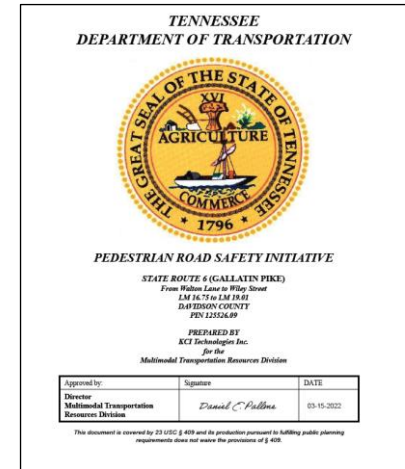 TENNESSEE
DEPARTMENT OF TRANSPORTATION
THE GREAT SEAL OF THE STATE OF TENNESSEE
XVI
AGRICULTURE
COMMERCE
1796
PEDESTRIAN ROAD SAFETY INITIATIVE
STATE ROUTE 6 (GALLATIN PIKE)
From Walton Lane to Wiley Street
LM 16.75 to LM 19.01
DAVIDSON COUNTY
PIN 125526.09
PREPARED BY
KCI Technologies Inc.
for the
Multimodal Transportation Resources Division
Approved by: Signature DATE
Director
Multimodal Transportation
Resources Division
Daniel C. Pallme 03-15-2022
This document is covered by 23 USC § 409 and its production pursuant to fulfilling public planning
requirements does not waive the provisions of § 409.